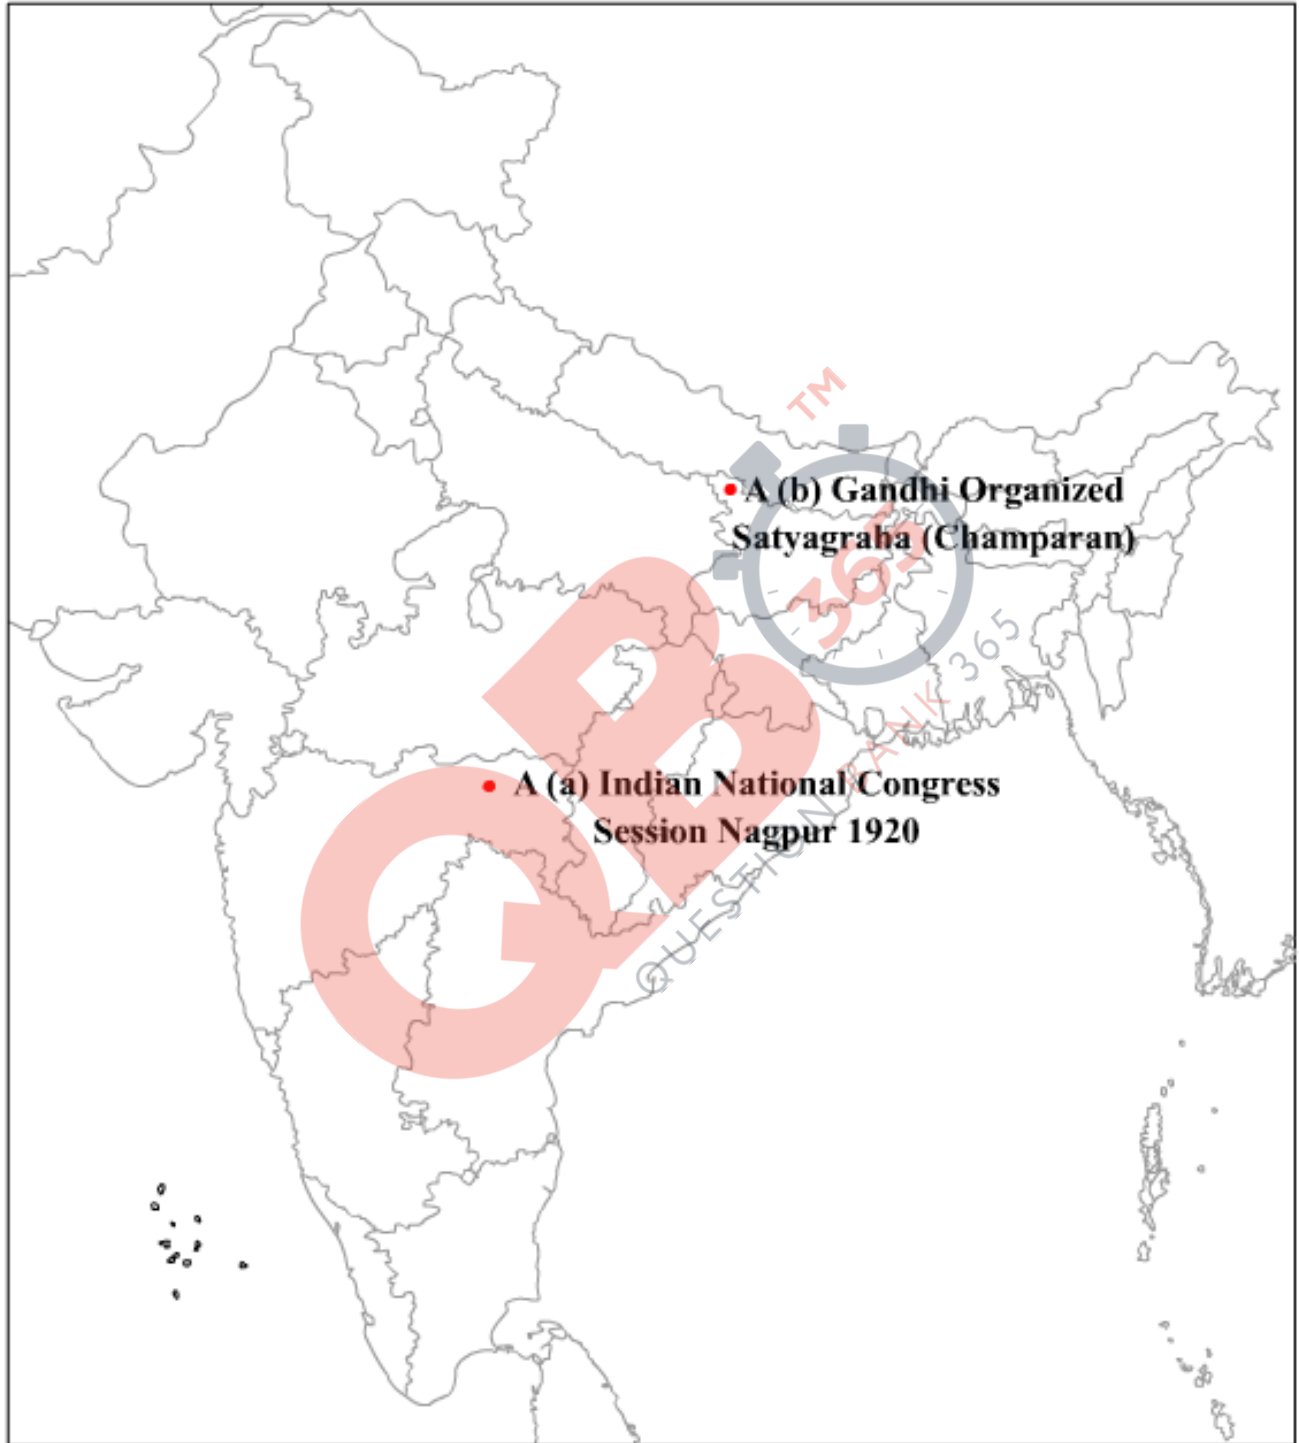 TM
A (b) Gandhi Organized
Satyagraha (Champaran)
365
A (a) Indian National Congress
Session Nagpur 1920
QB
QUESTION BANK 365